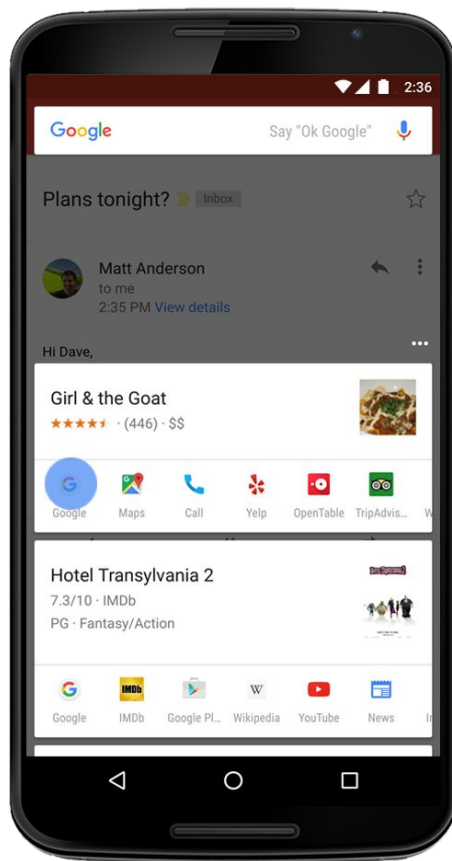 2:36
Google Say "Ok Google"
Plans tonight? Inbox
Matt Anderson
to me
2:35 PM View details
Hi Dave,
Girl & the Goat
· (446) · $$
Google Maps Call Yelp OpenTable TripAdvis... W
Hotel Transylvania 2
7.3/10 · IMDb
PG · Fantasy/Action
IMDb W
Google IMDb Google Pl... Wikipedia YouTube News In